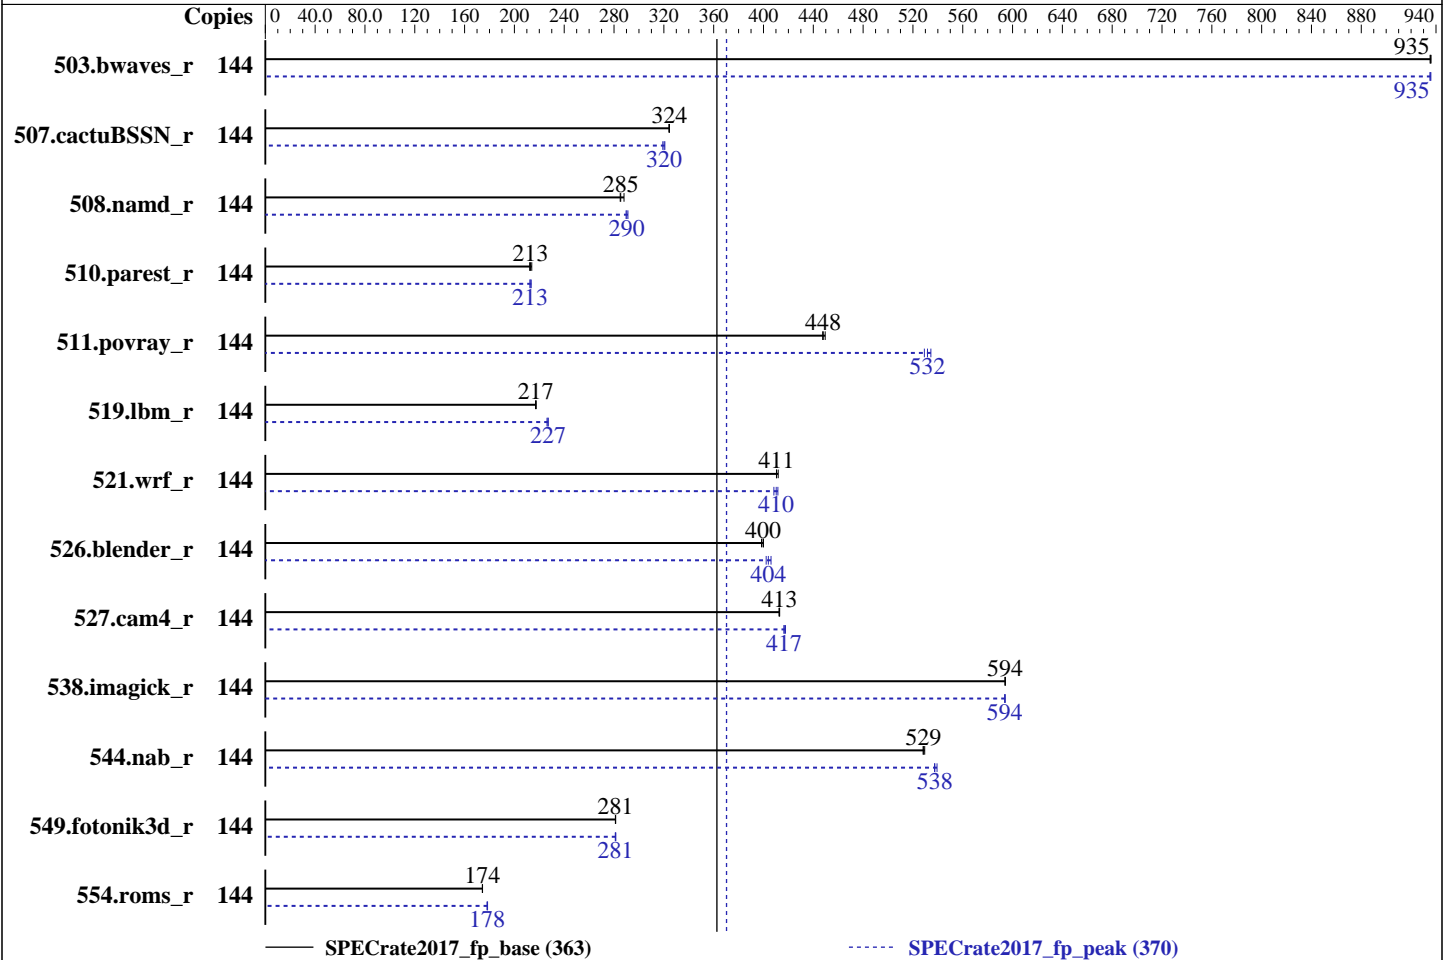 Copies 0 40.0 80.0 120 160 200 240 280 320 360 400 440 480 520 560 600 640 680 720 760 800 840 880 940
503.bwaves_r 144 935
935
507.cactuBSSN_r 144 324
320
508.namd_r 144 285
290
510.parest_r 144 213
213
511.povray_r 144 448
532
519.lbm_r 144 217
227
521.wrf_r 144 411
410
526.blender_r 144 400
404
527.cam4_r 144 413
417
538.imagick_r 144 594
594
544.nab_r 144 529
538
549.fotonik3d_r 144 281
281
554.roms_r 144 174
178
SPECrate2017_fp_base (363) SPECrate2017_fp_peak (370)